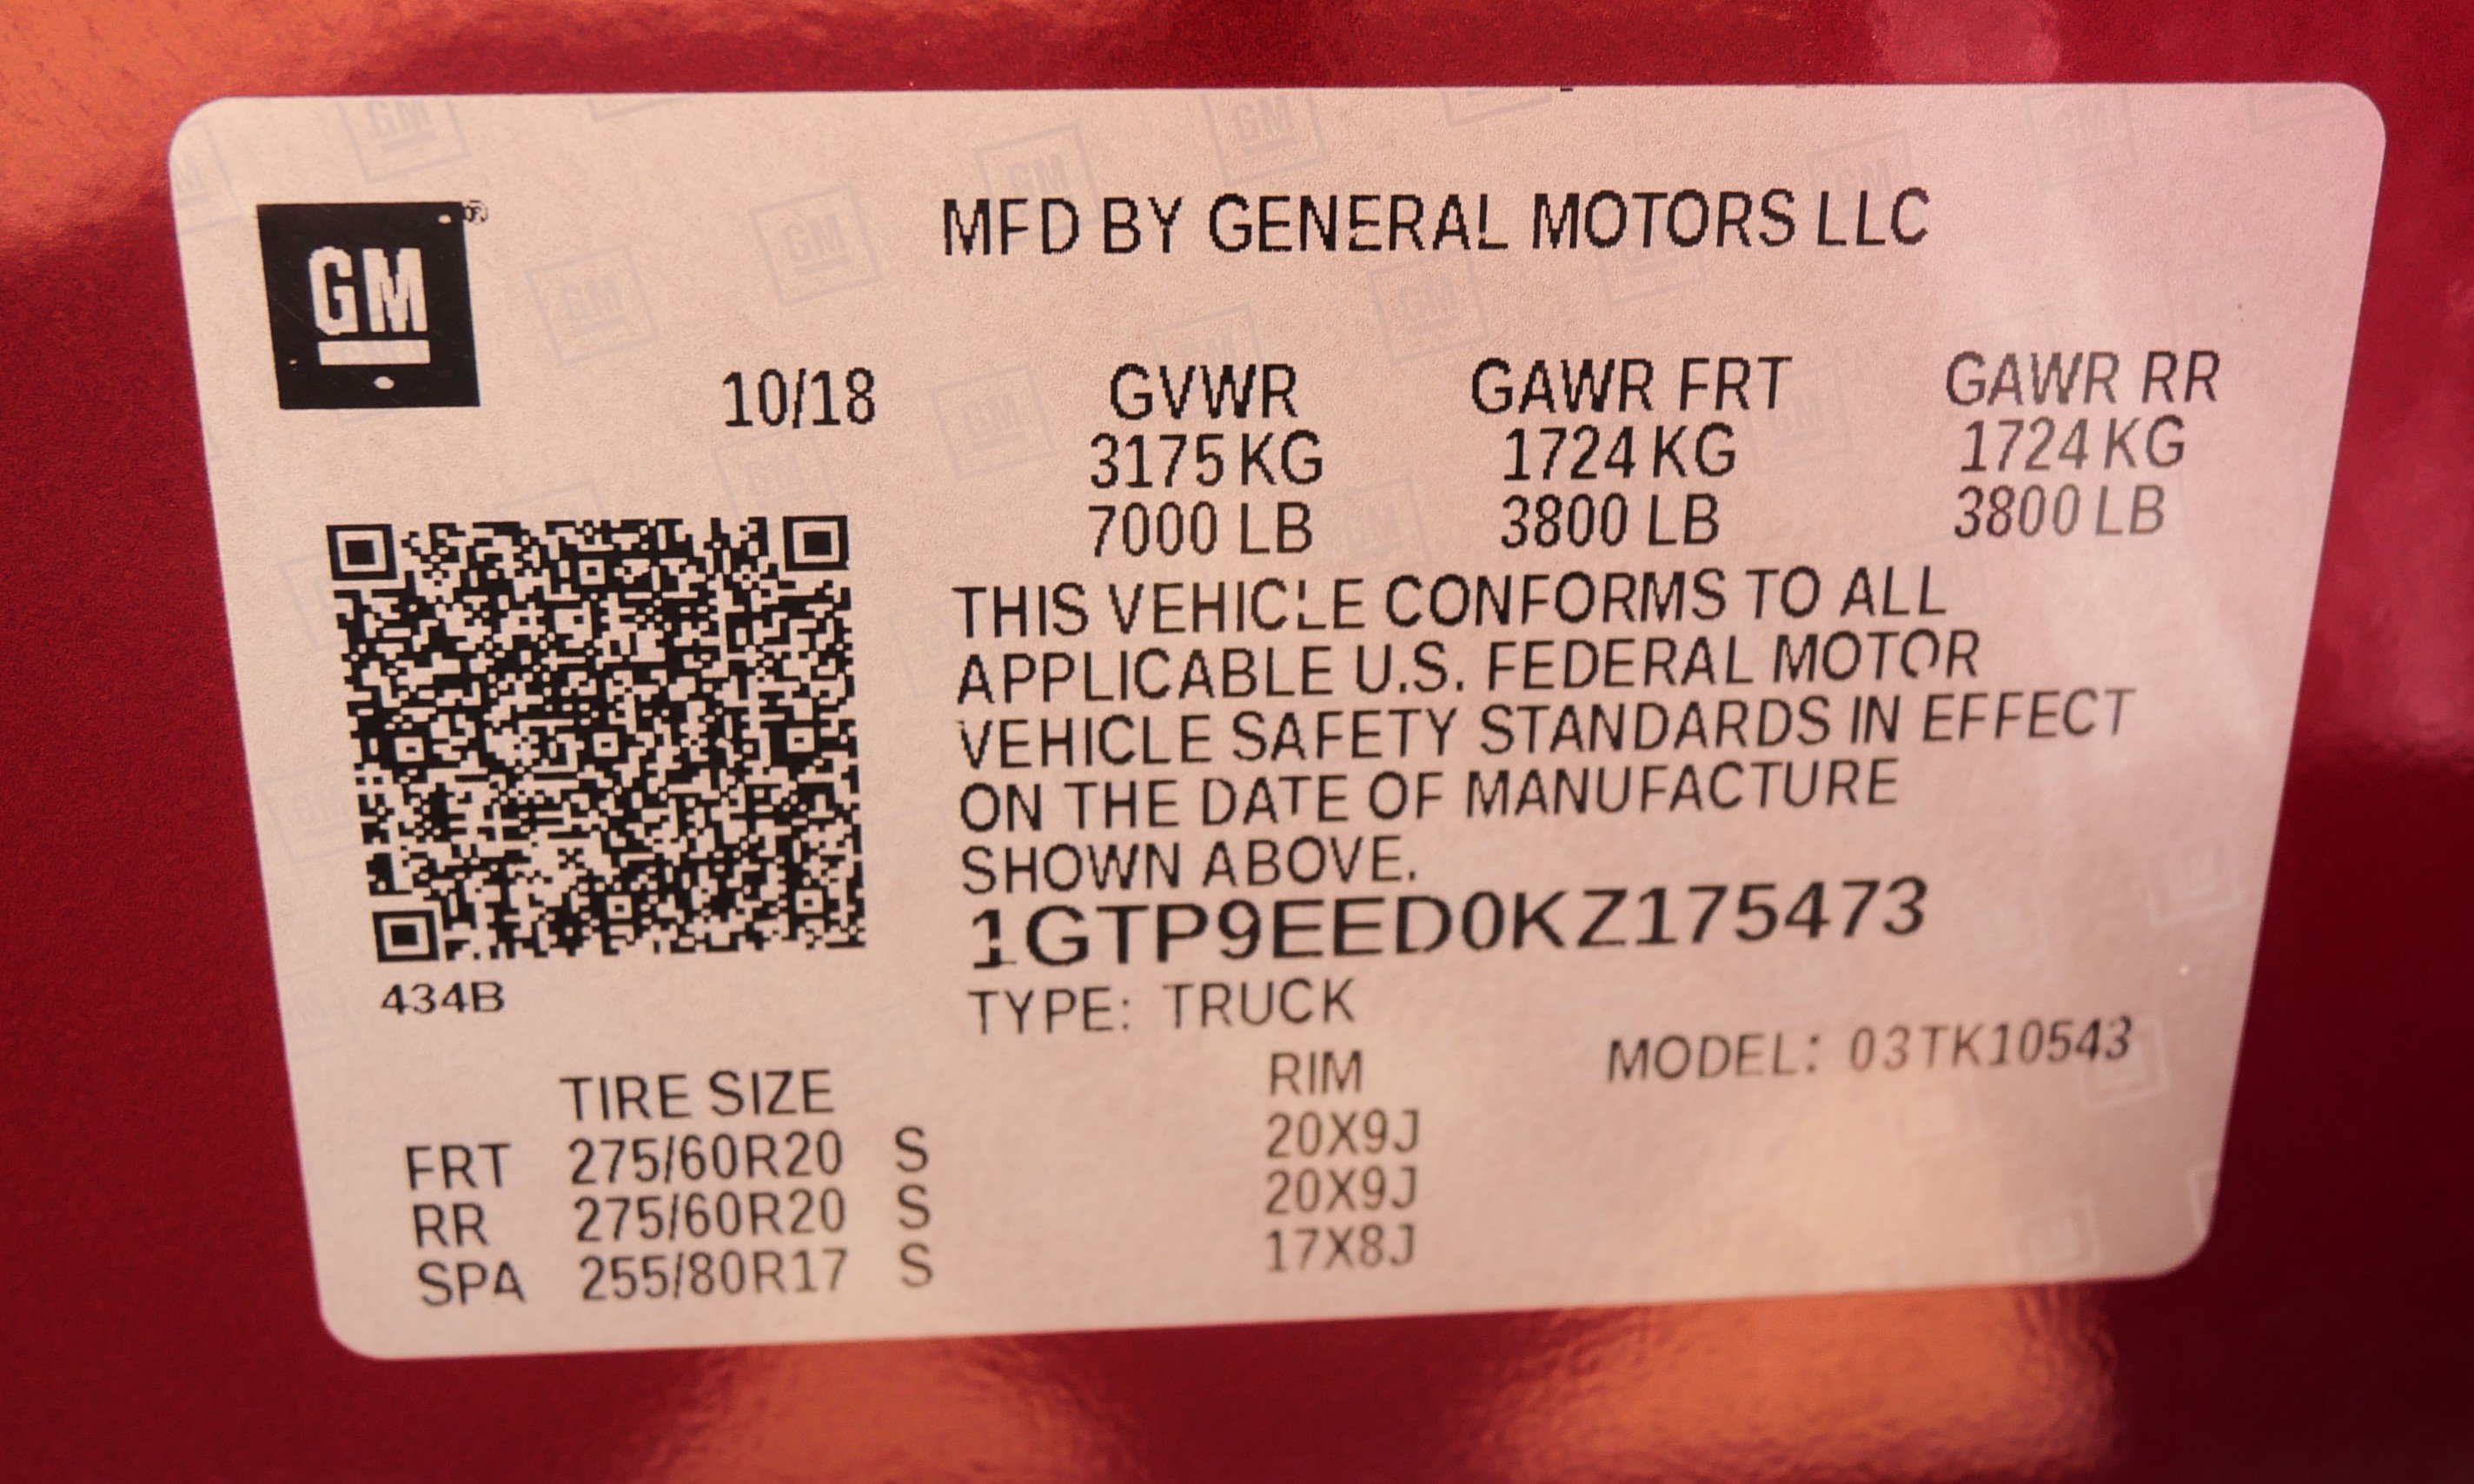 GM
MFD BY GENERAL MOTORS LLC
10/18 GVWR GAWR FRT GAWR RR
3175 KG 1724 KG 1724 KG
7000 LB 3800 LB 3800 LB
THIS VEHICLE CONFORMS TO ALL
APPLICABLE U.S. FEDERAL MOTOR
VEHICLE SAFETY STANDARDS IN EFFECT
ON THE DATE OF MANUFACTURE
SHOWN ABOVE.
1GTP9EED0KZ175473
434B
TYPE: TRUCK
MODEL: 03TK10543
TIRE SIZE RIM
FRT 275/60R20 S 20X9J
RR 275/60R20 S 20X9J
SPA 255/80R17 S 17X8J